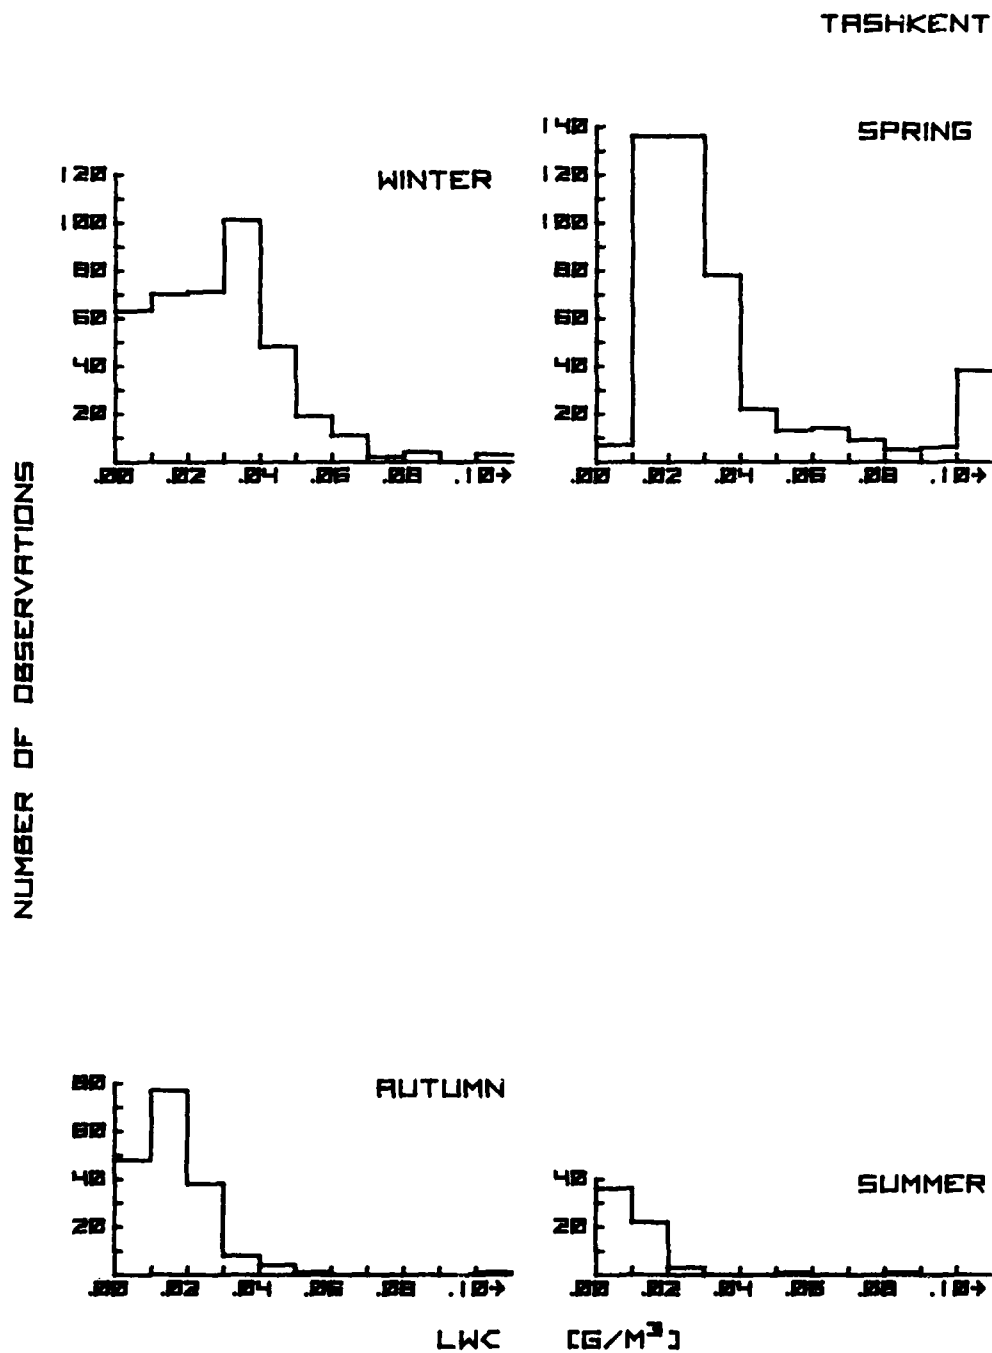 TASHKENT
WINTER
120
100
80
60
40
20
.00 .02 .04 .06 .08 .10+
SPRING
140
120
100
80
60
40
20
.00 .02 .04 .06 .08 .10+
NUMBER OF OBSERVATIONS
AUTUMN
80
60
40
20
.00 .02 .04 .06 .08 .10+
SUMMER
40
20
.00 .02 .04 .06 .08 .10+
LWC [G/M³]